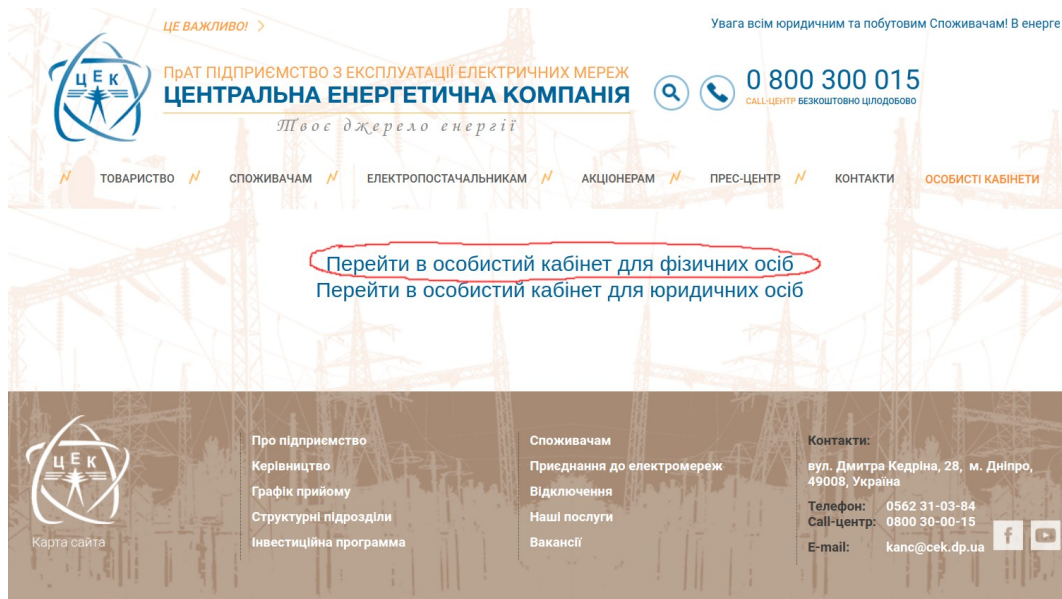 ЦЕ ВАЖЛИВО!
Увага всім юридичним та побутовим Споживачам! В енерге
ЦЕК
ПрАТ ПІДПРИЄМСТВО З ЕКСПЛУАТАЦІЇ ЕЛЕКТРИЧНИХ МЕРЕЖ
ЦЕНТРАЛЬНА ЕНЕРГЕТИЧНА КОМПАНІЯ
Твоє джерело енергії
0 800 300 015
CALL-ЦЕНТР БЕЗКОШТОВНО ЦІЛОДОБОВО
ТОВАРИСТВО СПОЖИВАЧАМ ЕЛЕКТРОПОСТАЧАЛЬНИКАМ АКЦІОНЕРАМ ПРЕС-ЦЕНТР КОНТАКТИ ОСОБИСТІ КАБІНЕТИ
Перейти в особистий кабінет для фізичних осіб
Перейти в особистий кабінет для юридичних осіб
ЦЕК
Карта сайта
Про підприємство
Керівництво
Графік прийому
Структурні підрозділи
Інвестиційна программа
Споживачам
Приєднання до електромереж
Відключення
Наші послуги
Вакансії
Контакти:
вул. Дмитра Кедріна, 28, м. Дніпро,
49008, Україна
Телефон: 0562 31-03-84
Call-центр: 0800 30-00-15
E-mail: kanc@cek.dp.ua